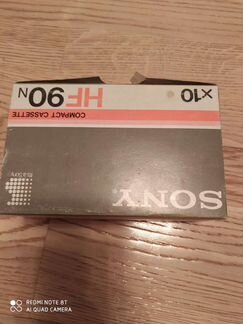 SONY
COMPACT CASSETTE
HF90N
X10
REDMI NOTE 8T
AI QUAD CAMERA